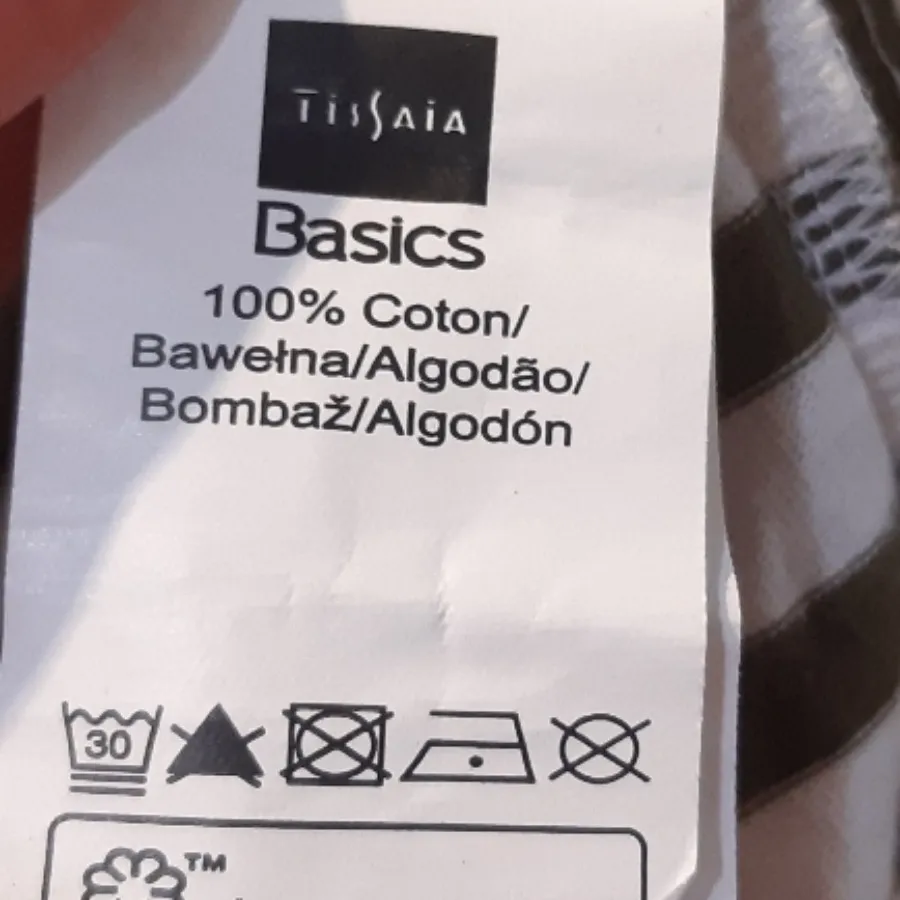 TissAiA
Basics
100% Coton/
Bawełna/Algodão/
Bombaž/Algodón
30
TM